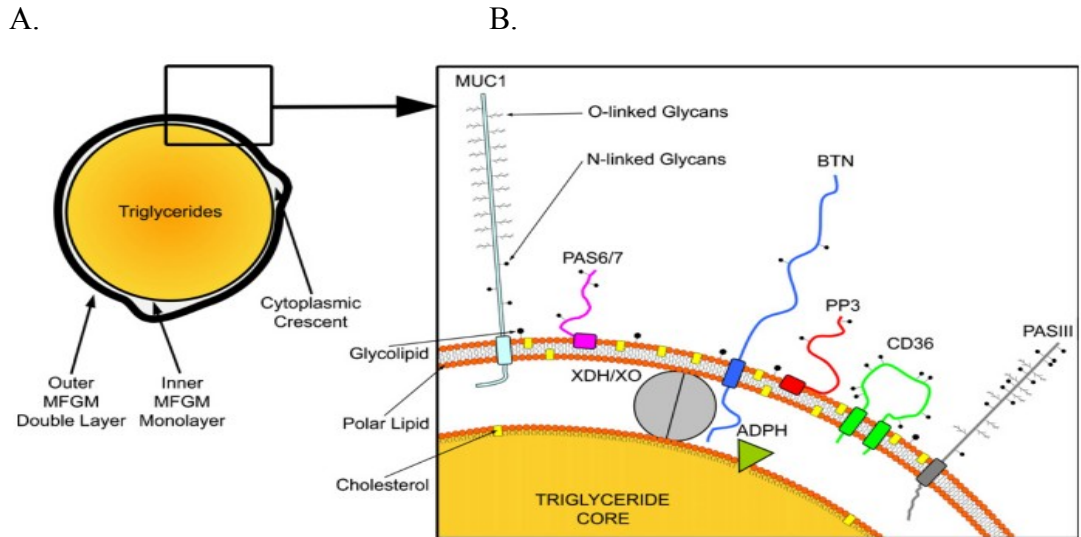 A.
B.
Triglycerides
Cytoplasmic
Crescent
Outer
MFGM
Double Layer
Inner
MFGM
Monolayer
MUC1
O-linked Glycans
N-linked Glycans
BTN
PAS6/7
PP3
CD36
PASIII
Glycolipid
XDH/XO
Polar Lipid
ADPH
Cholesterol
TRIGLYCERIDE
CORE